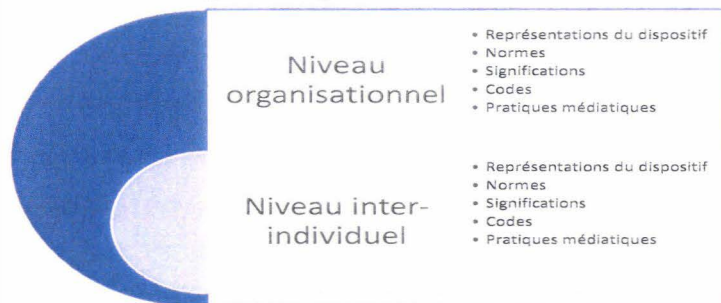 Niveau
organisationnel
• Représentations du dispositif
• Normes
• Significations
• Codes
• Pratiques médiatiques
Niveau inter-
individuel
• Représentations du dispositif
• Normes
• Significations
• Codes
• Pratiques médiatiques